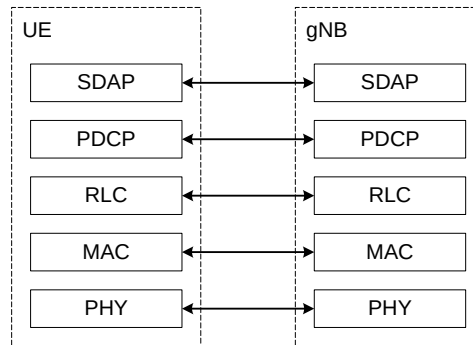 UE gNB
SDAP SDAP
PDCP PDCP
RLC RLC
MAC MAC
PHY PHY